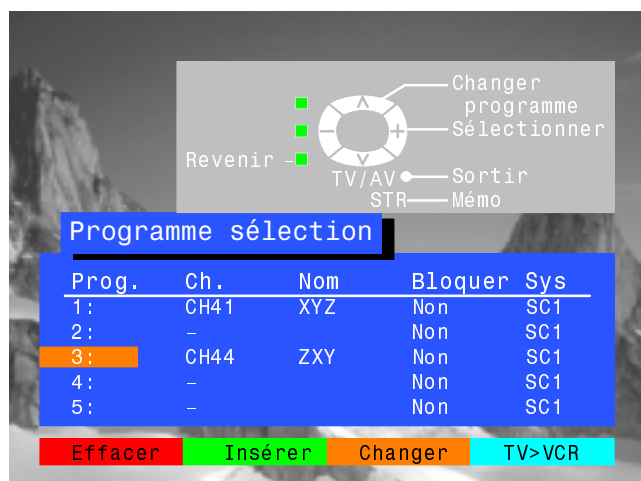 Changer
programme
Sélectionner
Revenir –
TV/AV Sortir
STR Mémo
Programme sélection
Prog. Ch. Nom Bloquer Sys
1: CH41 XYZ Non SC1
2: – Non SC1
3: CH44 ZXY Non SC1
4: – Non SC1
5: – Non SC1
Effacer Insérer Changer TV>VCR